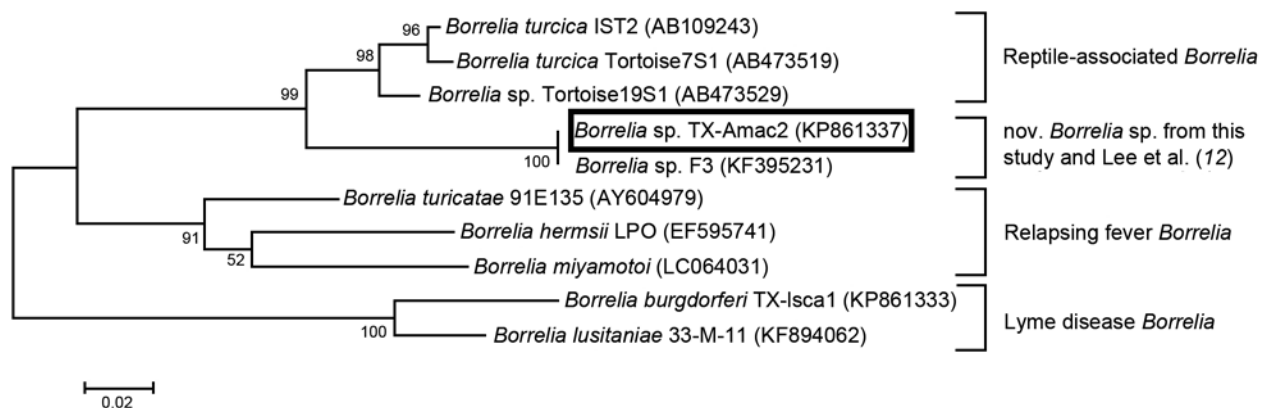 96
Borrelia turcica IST2 (AB109243)
98
Borrelia turcica Tortoise7S1 (AB473519)
Reptile-associated Borrelia
99
Borrelia sp. Tortoise19S1 (AB473529)
Borrelia sp. TX-Amac2 (KP861337)
nov. Borrelia sp. from this
study and Lee et al. (12)
100
Borrelia sp. F3 (KF395231)
Borrelia turicatae 91E135 (AY604979)
91
Borrelia hermsii LPO (EF595741)
Relapsing fever Borrelia
52
Borrelia miyamotoi (LC064031)
Borrelia burgdorferi TX-Isca1 (KP861333)
Lyme disease Borrelia
100
Borrelia lusitaniae 33-M-11 (KF894062)
0.02